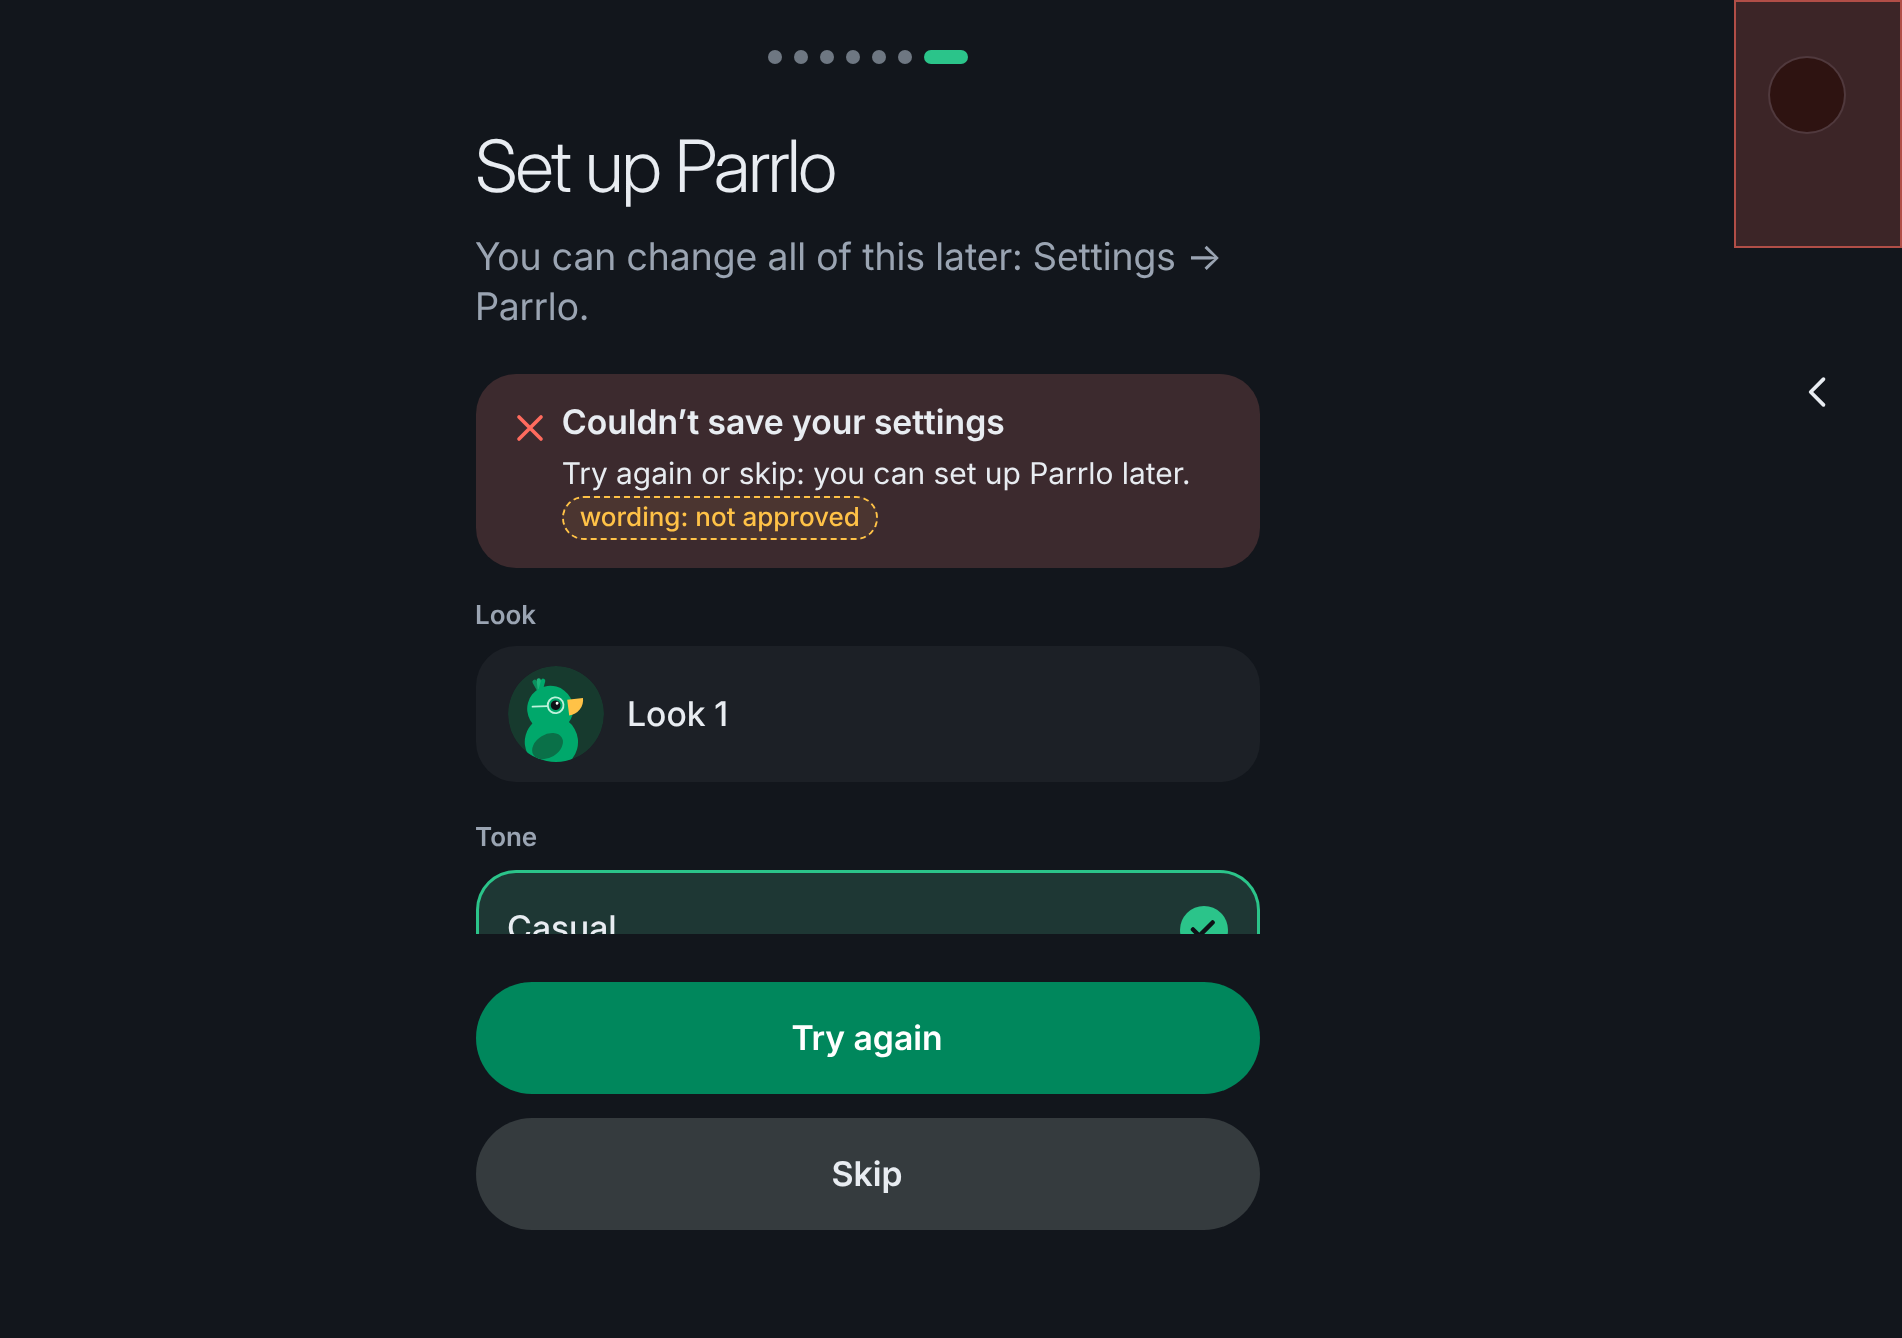 Set up Parrlo
You can change all of this later: Settings →
Parrlo.
Couldn’t save your settings
Try again or skip: you can set up Parrlo later.
wording: not approved
Look
Look 1
Tone
Casual
Try again
Skip